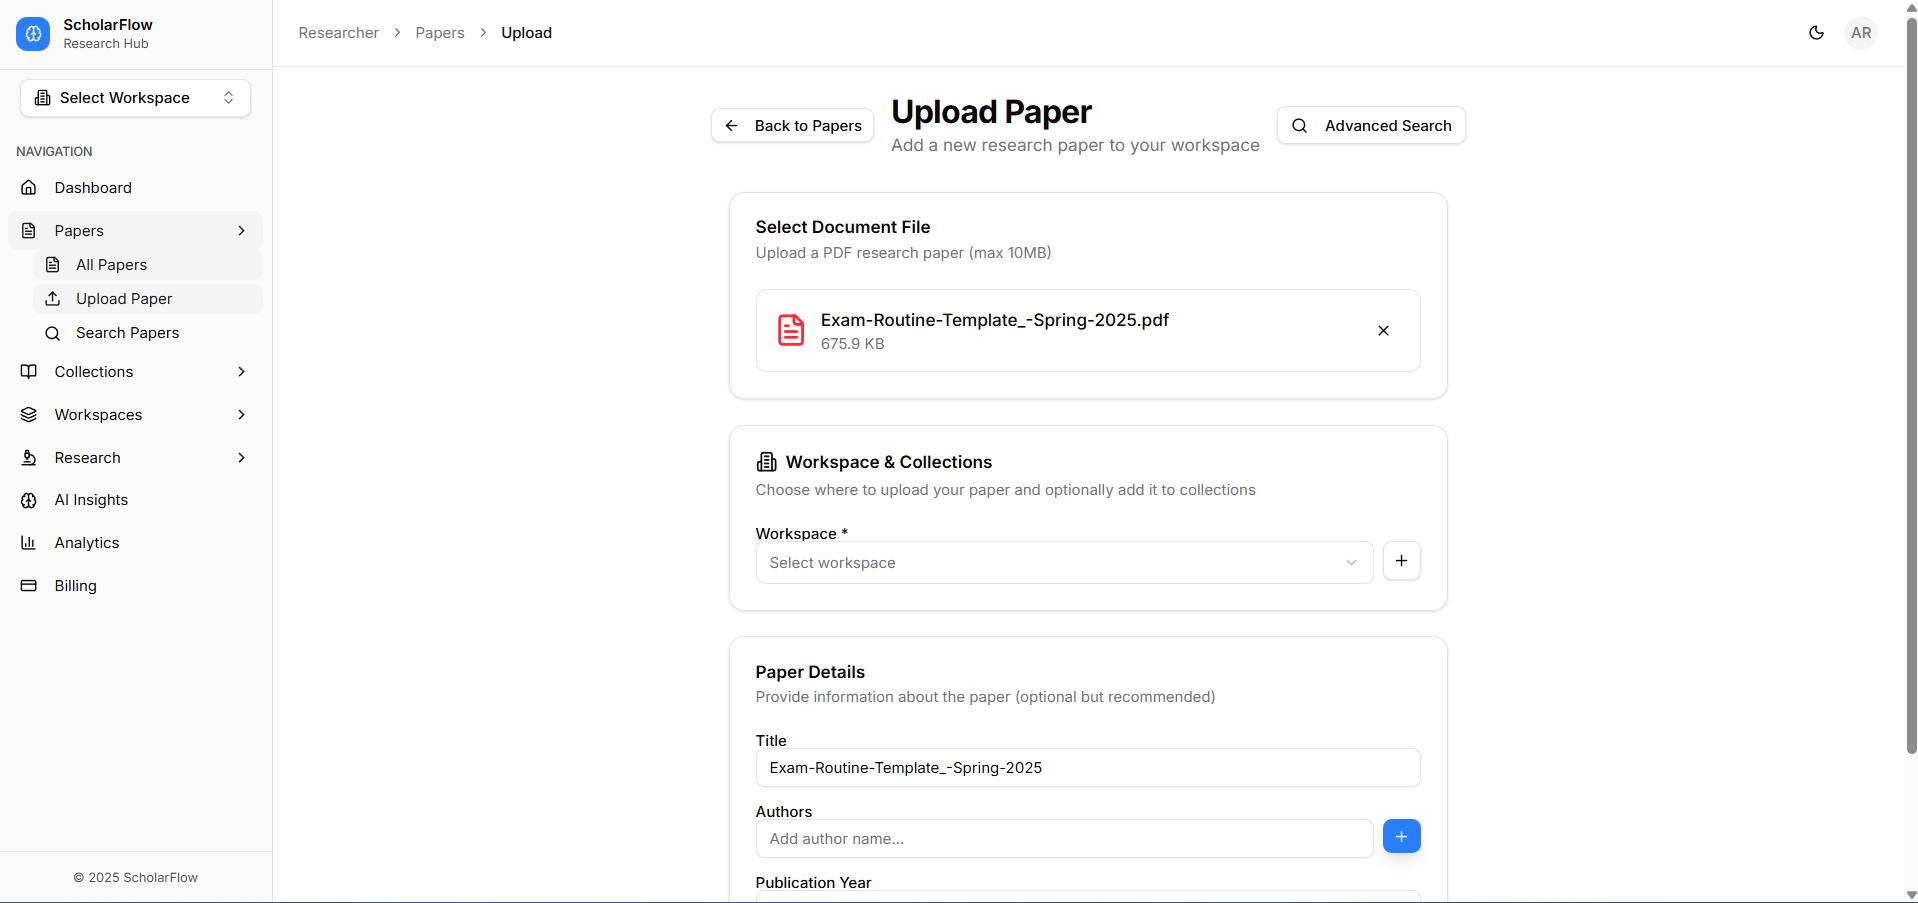 ScholarFlow
Research Hub
Select Workspace
NAVIGATION
Dashboard
Papers
All Papers
Upload Paper
Search Papers
Collections
Workspaces
Research
AI Insights
Analytics
Billing
© 2025 ScholarFlow
Researcher > Papers > Upload
AR
Back to Papers
Upload Paper
Add a new research paper to your workspace
Advanced Search
Select Document File
Upload a PDF research paper (max 10MB)
Exam-Routine-Template_-Spring-2025.pdf
675.9 KB
Workspace & Collections
Choose where to upload your paper and optionally add it to collections
Workspace *
Select workspace
Paper Details
Provide information about the paper (optional but recommended)
Title
Exam-Routine-Template_-Spring-2025
Authors
Add author name...
Publication Year